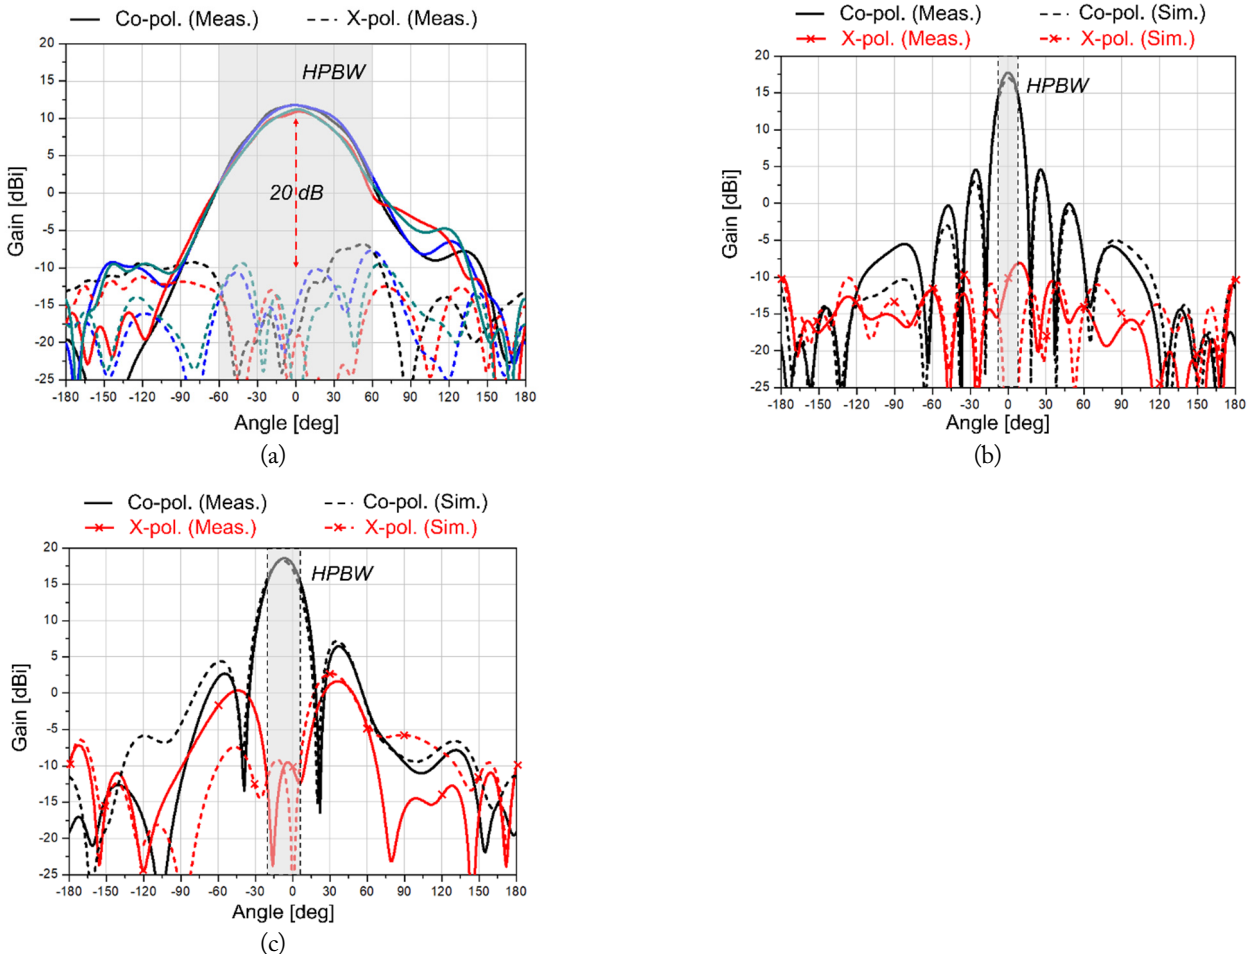 Co-pol. (Meas.) X-pol. (Meas.)
20
15
10
5
0
-5
-10
-15
-20
-25
Gain [dBi]
HPBW
20 dB
-180 -150 -120 -90 -60 -30 0 30 60 90 120 150 180
Angle [deg]
(a)
Co-pol. (Meas.) Co-pol. (Sim.)
X-pol. (Meas.) X-pol. (Sim.)
20
15
10
5
0
-5
-10
-15
-20
-25
Gain [dBi]
HPBW
-180 -150 -120 -90 -60 -30 0 30 60 90 120 150 180
Angle [deg]
(b)
Co-pol. (Meas.) Co-pol. (Sim.)
X-pol. (Meas.) X-pol. (Sim.)
20
15
10
5
0
-5
-10
-15
-20
-25
Gain [dBi]
HPBW
-180 -150 -120 -90 -60 -30 0 30 60 90 120 150 180
Angle [deg]
(c)